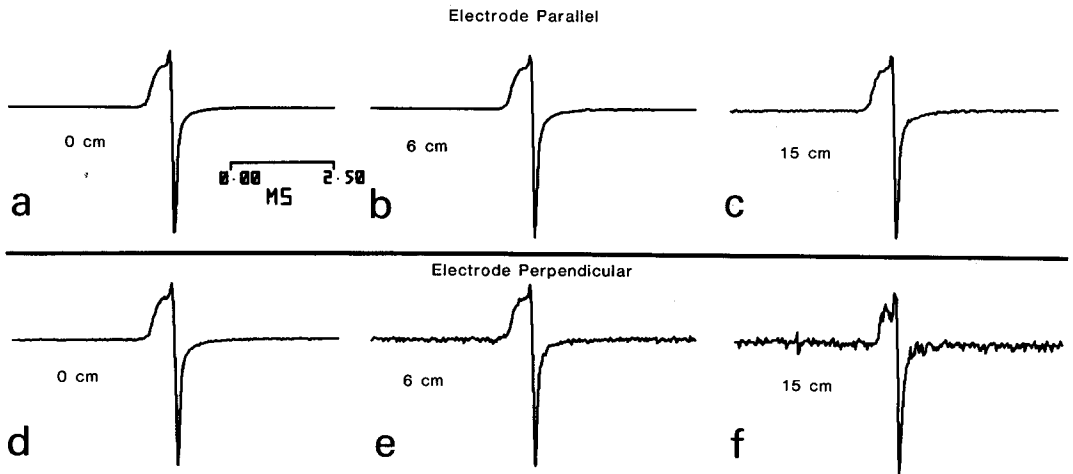 Electrode Parallel
0 cm
6 cm
15 cm
0.00 2.50
MS
a
b
c
Electrode Perpendicular
0 cm
6 cm
15 cm
d
e
f